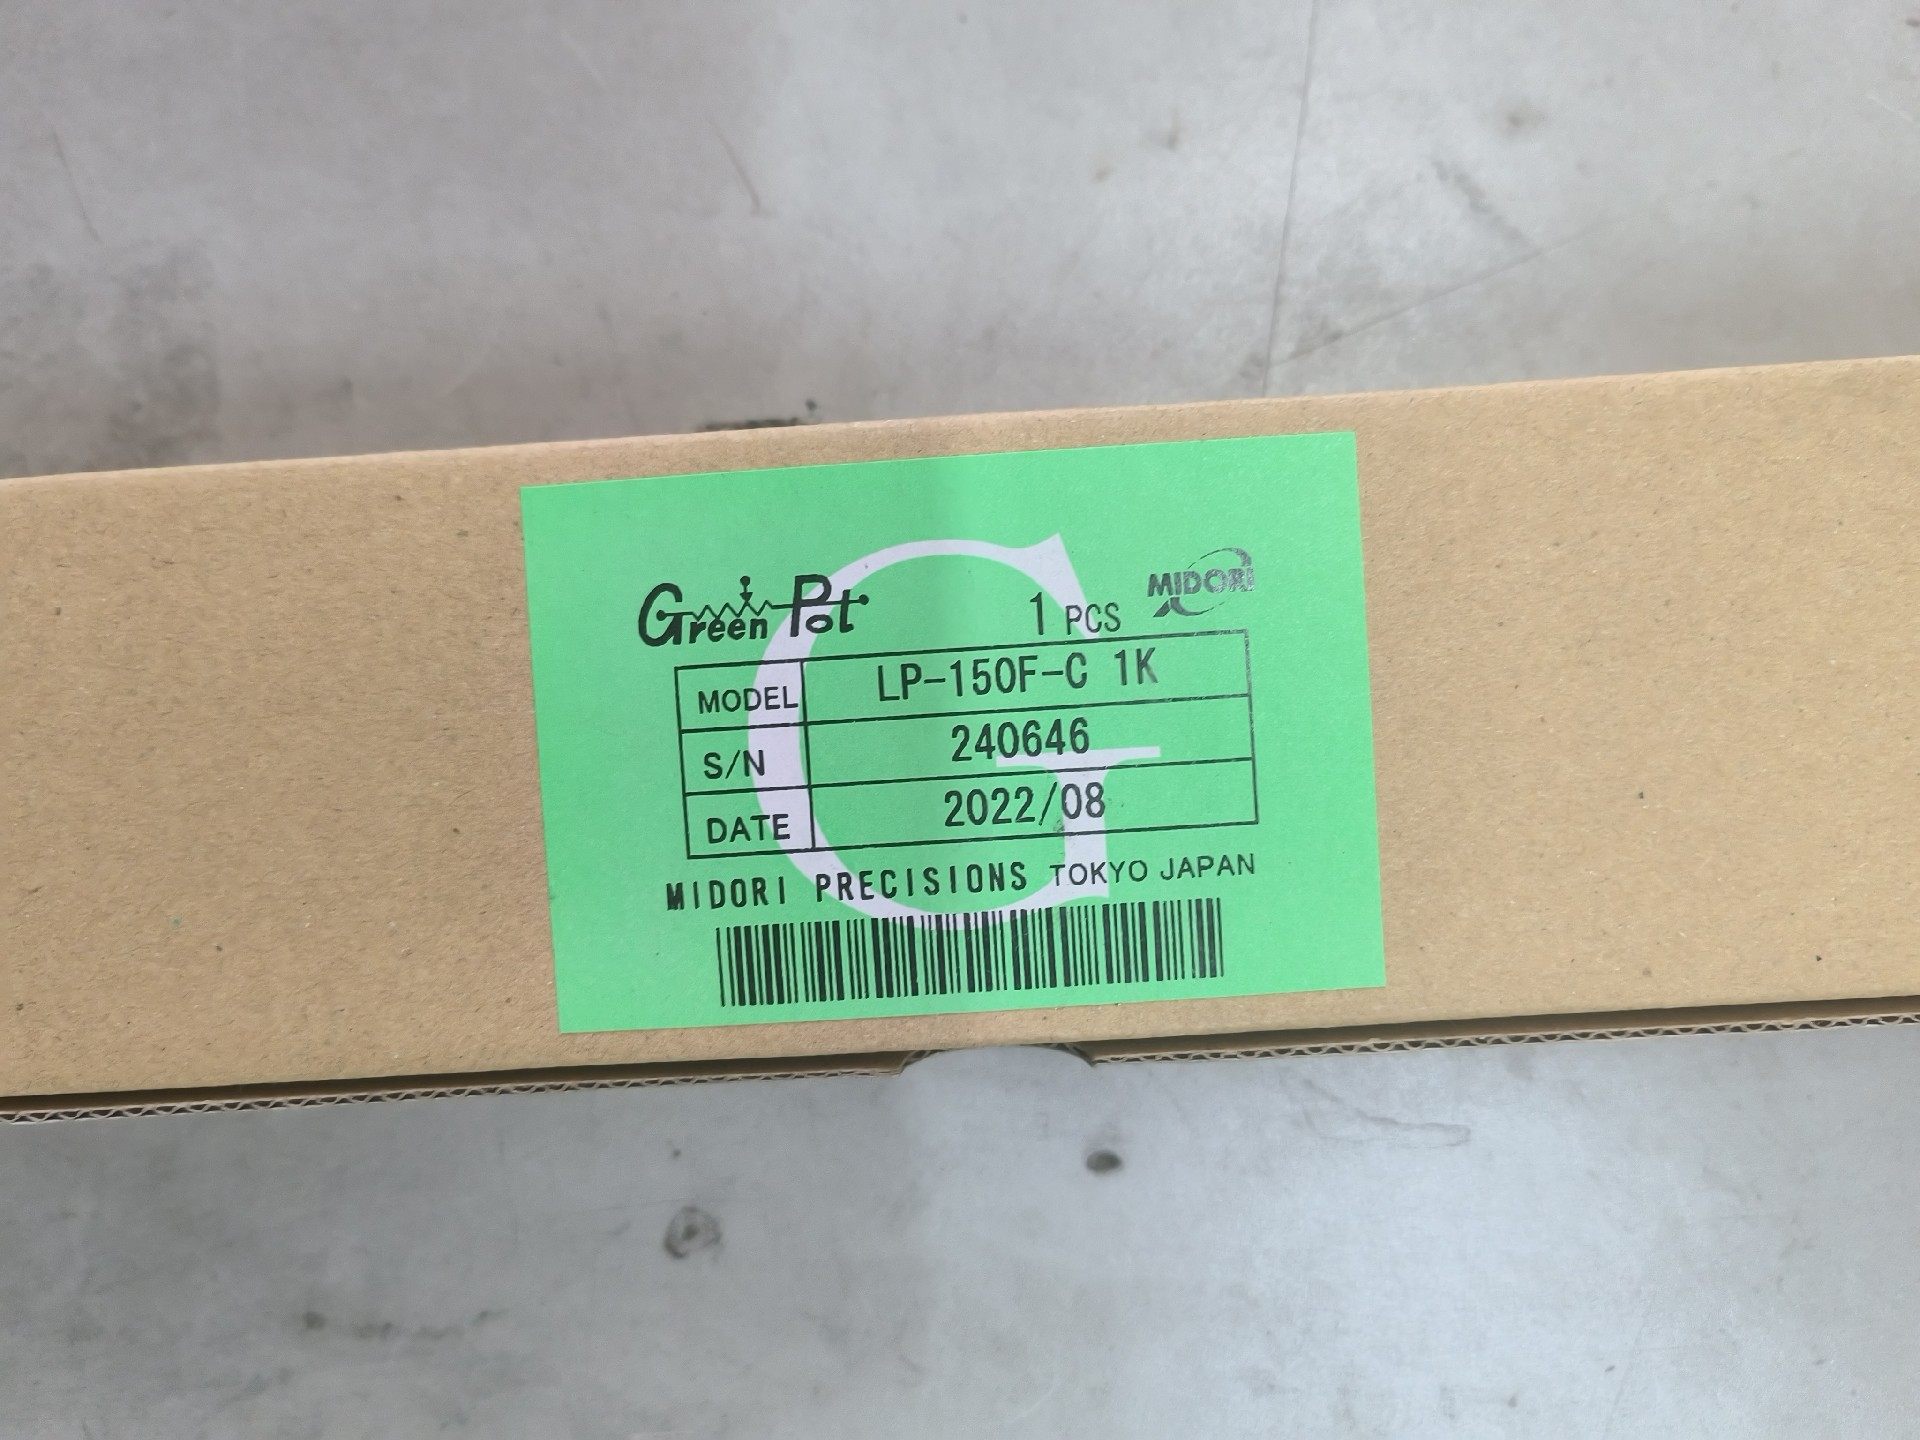 Green Pot
1 PCS
MIDORI
MODEL LP-150F-C 1K
S/N 240646
DATE 2022/08
MIDORI PRECISIONS TOKYO JAPAN
G